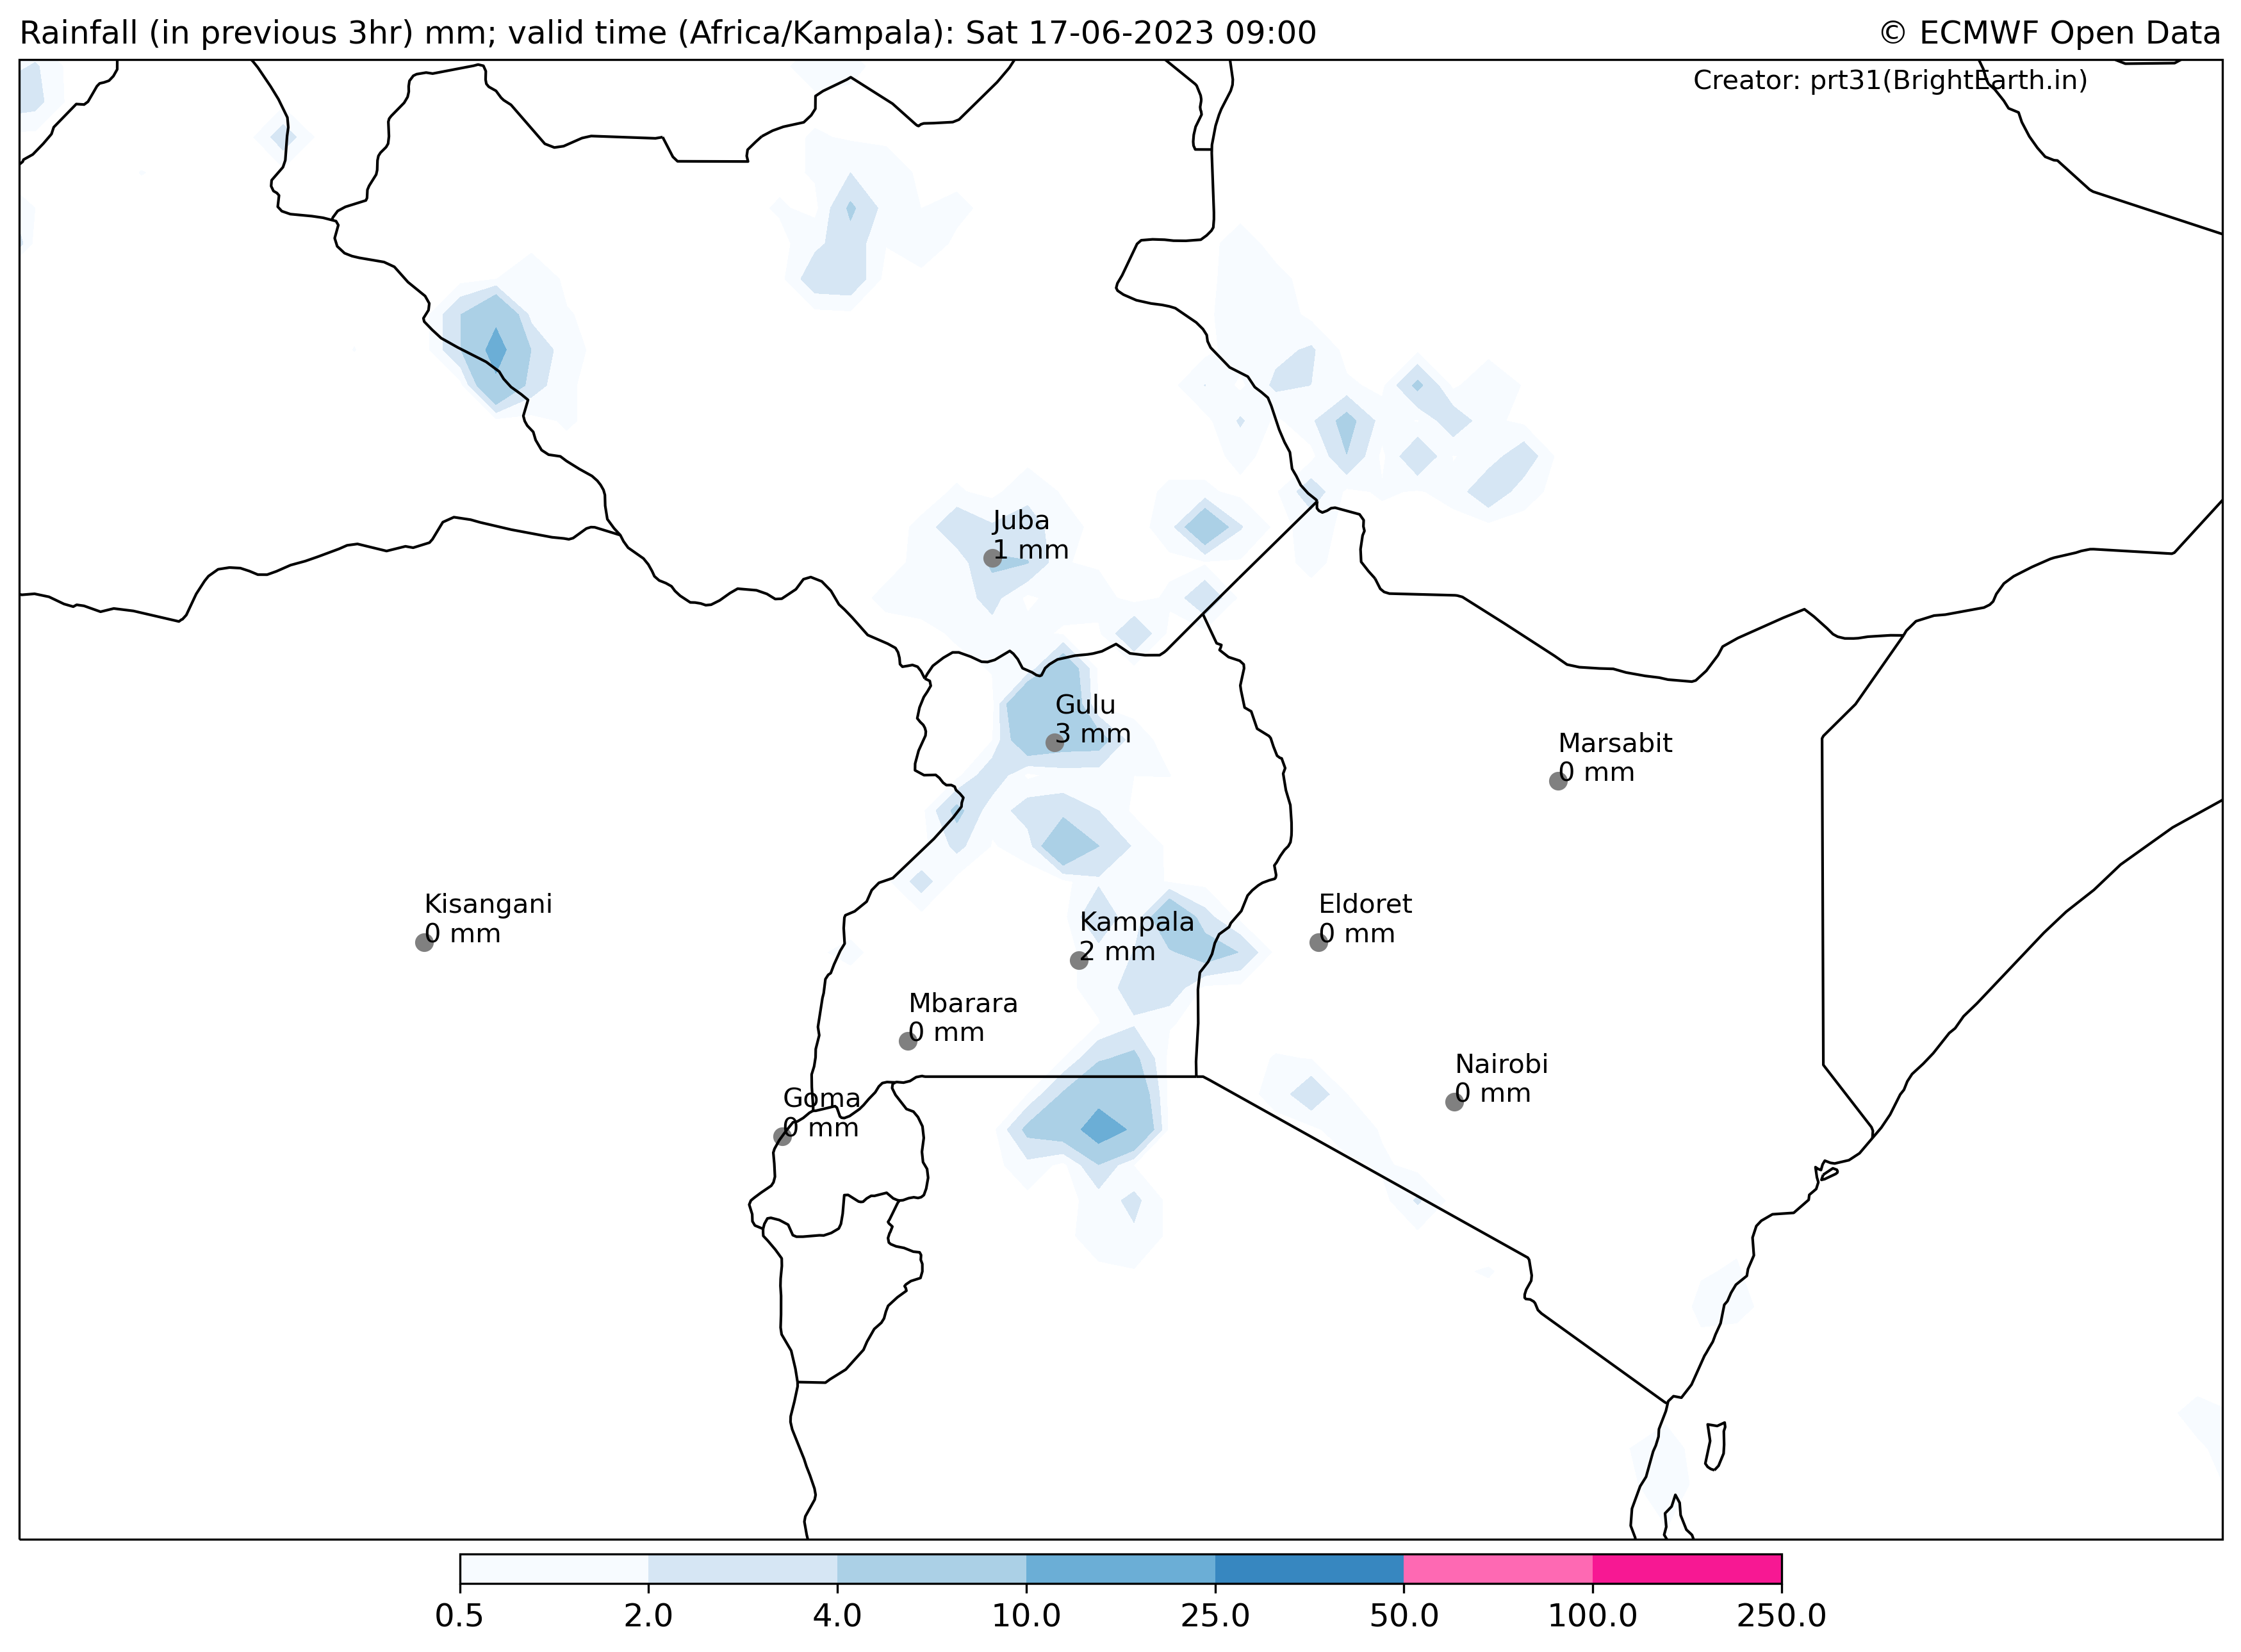 Rainfall (in previous 3hr) mm; valid time (Africa/Kampala): Sat 17-06-2023 09:00
© ECMWF Open Data
Creator: prt31(BrightEarth.in)
Juba
1 mm
Gulu
3 mm
Marsabit
0 mm
Kisangani
0 mm
Kampala
2 mm
Eldoret
0 mm
Mbarara
0 mm
Nairobi
0 mm
Goma
0 mm
0.5 2.0 4.0 10.0 25.0 50.0 100.0 250.0